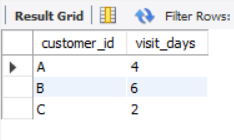 Result Grid Filter Rows:
customer_id visit_days
A 4
B 6
C 2